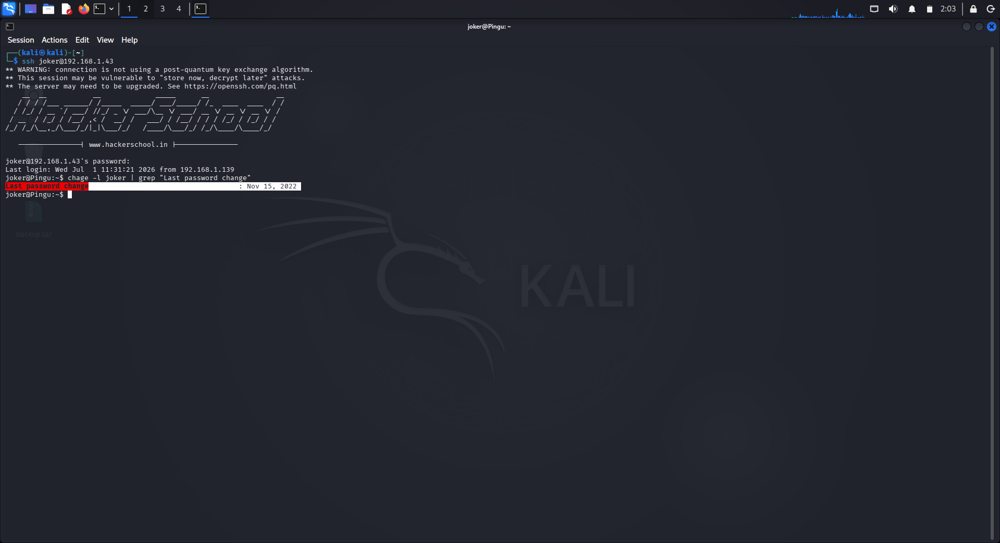 1 2 3 4 2:03
joker@Pingu: ~
Session Actions Edit View Help
┌──(kali㉿kali)-[~]
└─$ ssh joker@192.168.1.43
** WARNING: connection is not using a post-quantum key exchange algorithm.
** This session may be vulnerable to "store now, decrypt later" attacks.
** The server may need to be upgraded. See https://openssh.com/pq.html
HackerSchool
---------------| www.hackerschool.in |---------------
joker@192.168.1.43's password:
Last login: Wed Jul  1 11:31:21 2026 from 192.168.1.139
joker@Pingu:~$ chage -l joker | grep "Last password change"
Last password change : Nov 15, 2022
joker@Pingu:~$
backup.tar
KALI